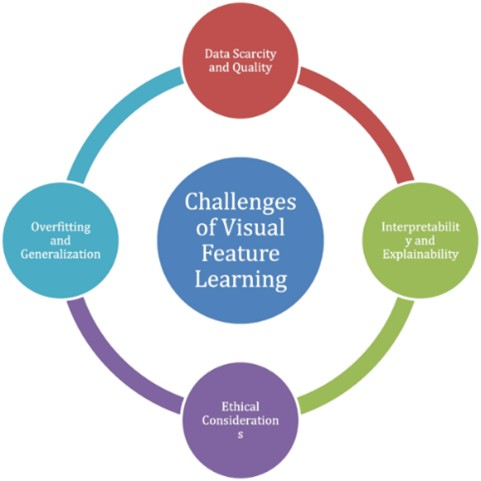 Data Scarcity
and Quality
Challenges
of Visual
Feature
Learning
Overfitting
and
Generalization
Interpretabilit
y and
Explainability
Ethical
Consideration
s